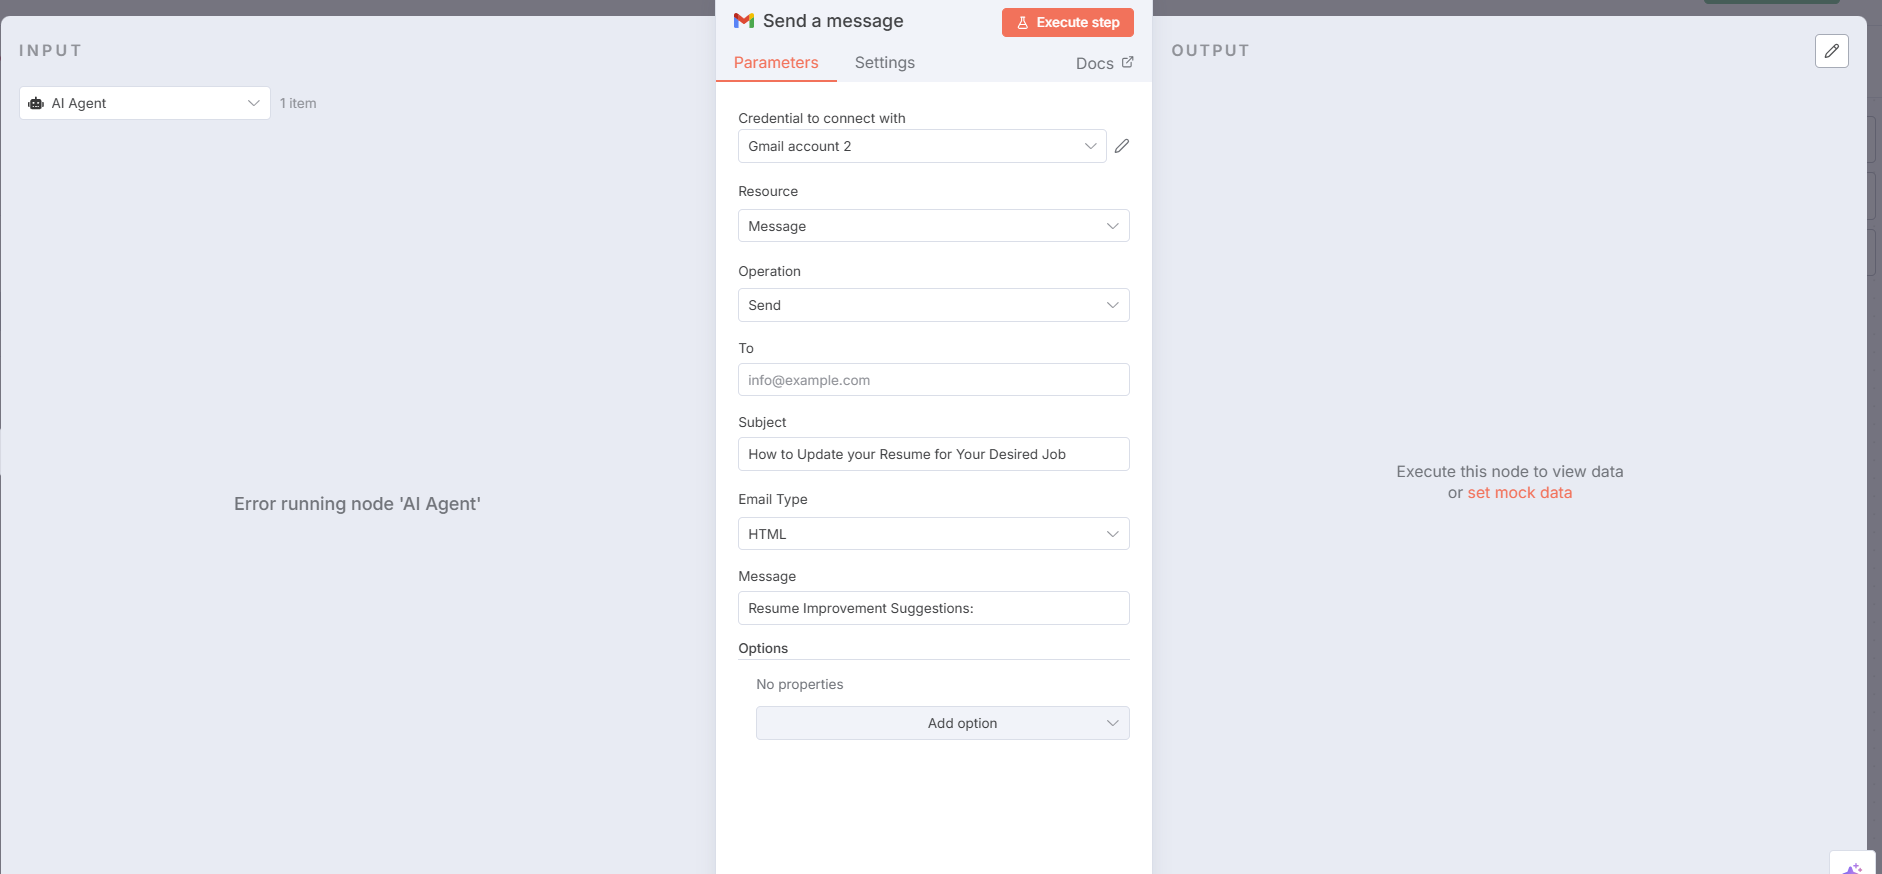 INPUT
AI Agent
1 item
Error running node 'AI Agent'
Send a message
Execute step
Parameters
Settings
Docs
Credential to connect with
Gmail account 2
Resource
Message
Operation
Send
To
info@example.com
Subject
How to Update your Resume for Your Desired Job
Email Type
HTML
Message
Resume Improvement Suggestions:
Options
No properties
Add option
OUTPUT
Execute this node to view data
or set mock data